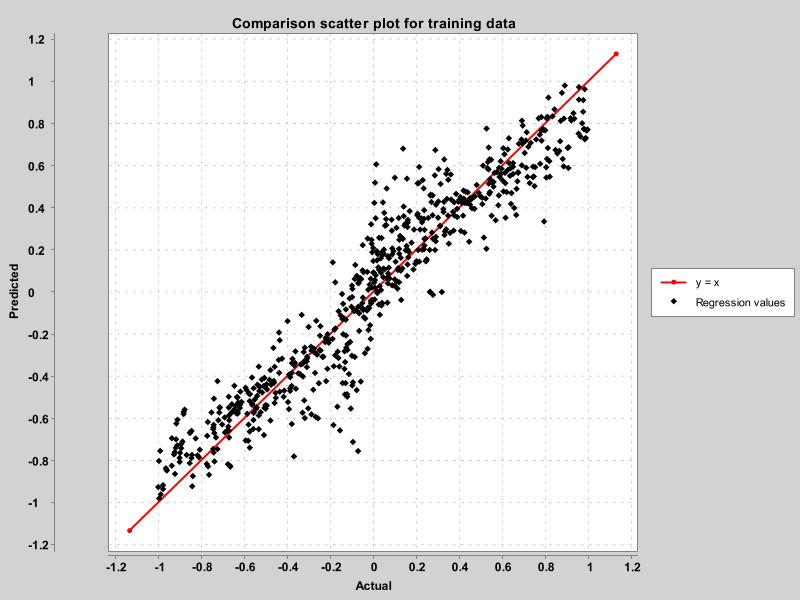 Comparison scatter plot for training data
1.2
1
0.8
0.6
0.4
0.2
0
-0.2
-0.4
-0.6
-0.8
-1
-1.2
Predicted
-1.2 -1 -0.8 -0.6 -0.4 -0.2 0 0.2 0.4 0.6 0.8 1 1.2
Actual
y = x
Regression values